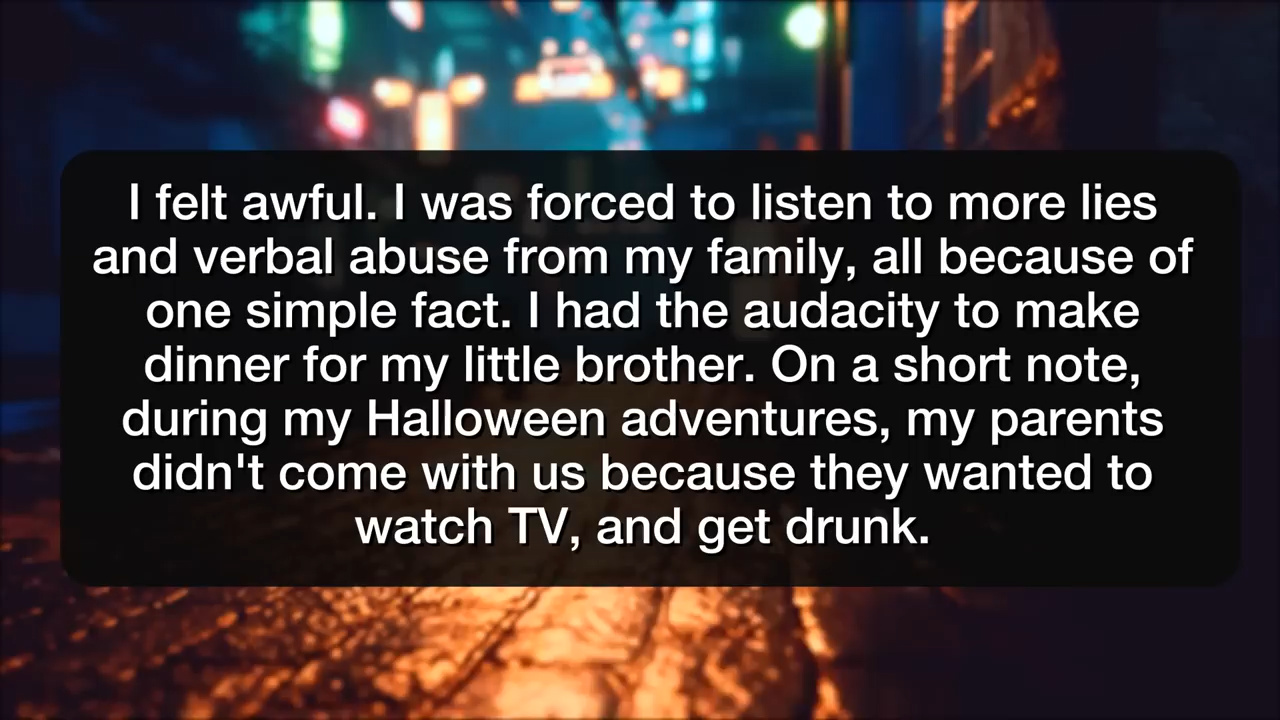 I felt awful. I was forced to listen to more lies
and verbal abuse from my family, all because of
one simple fact. I had the audacity to make
dinner for my little brother. On a short note,
during my Halloween adventures, my parents
didn't come with us because they wanted to
watch TV, and get drunk.